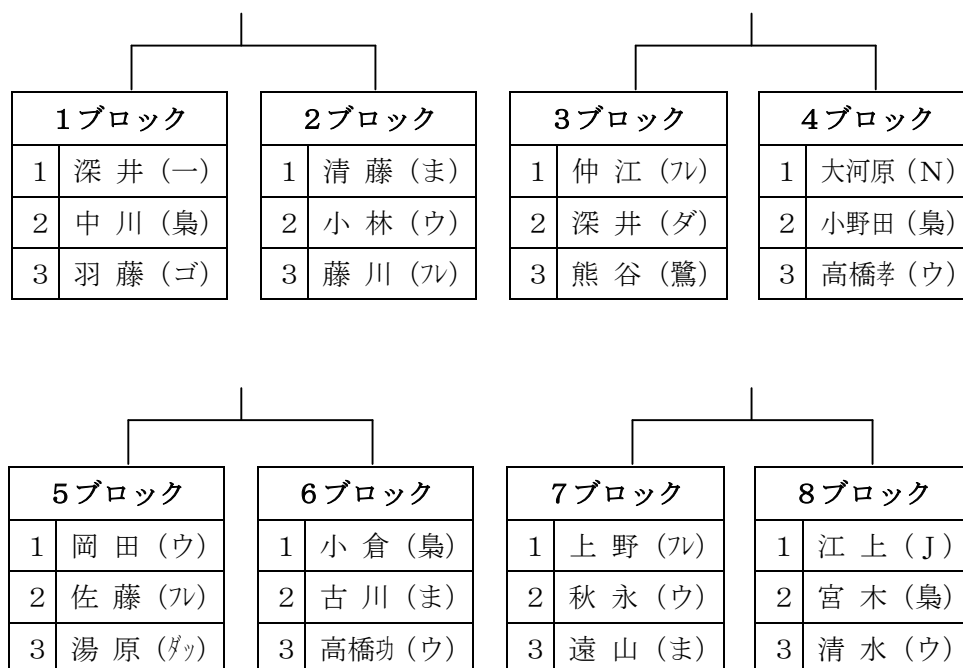 1ブロック
1 深 井 (一)
2 中 川 (梟)
3 羽 藤 (ゴ)
2ブロック
1 清 藤 (ま)
2 小 林 (ウ)
3 藤 川 (フレ)
3ブロック
1 仲 江 (フレ)
2 深 井 (ダ)
3 熊 谷 (鷺)
4ブロック
1 大河原 (N)
2 小野田 (梟)
3 高橋孝 (ウ)
5ブロック
1 岡 田 (ウ)
2 佐 藤 (フレ)
3 湯 原 (ダッ)
6ブロック
1 小 倉 (梟)
2 古 川 (ま)
3 高橋功 (ウ)
7ブロック
1 上 野 (フレ)
2 秋 永 (ウ)
3 遠 山 (ま)
8ブロック
1 江 上 (J)
2 宮 木 (梟)
3 清 水 (ウ)